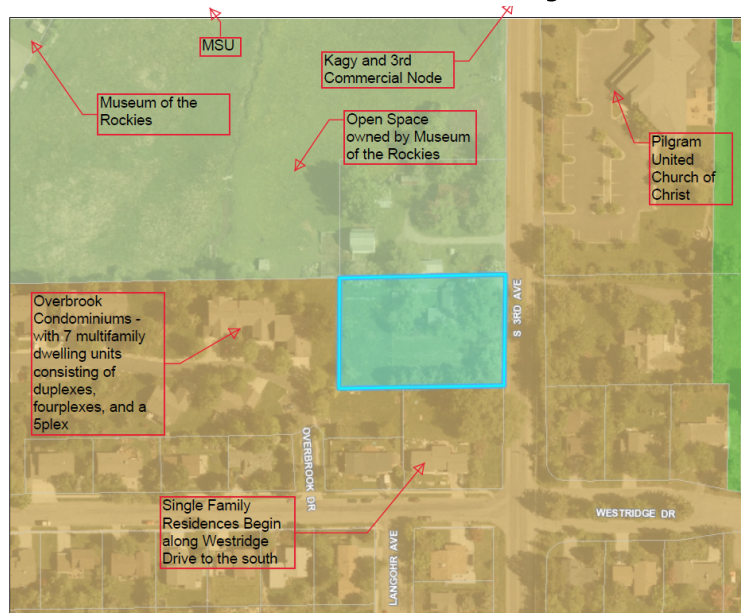 MSU
Kagy and 3rd
Commercial Node
Museum of the
Rockies
Open Space
owned by Museum
of the Rockies
Pilgram
United
Church of
Christ
Overbrook
Condominiums -
with 7 multifamily
dwelling units
consisting of
duplexes,
fourplexes, and a
5plex
S 3RD AVE
OVERBROOK DR
Single Family
Residences Begin
along Westridge
Drive to the south
WESTRIDGE DR
LANGOHR AVE